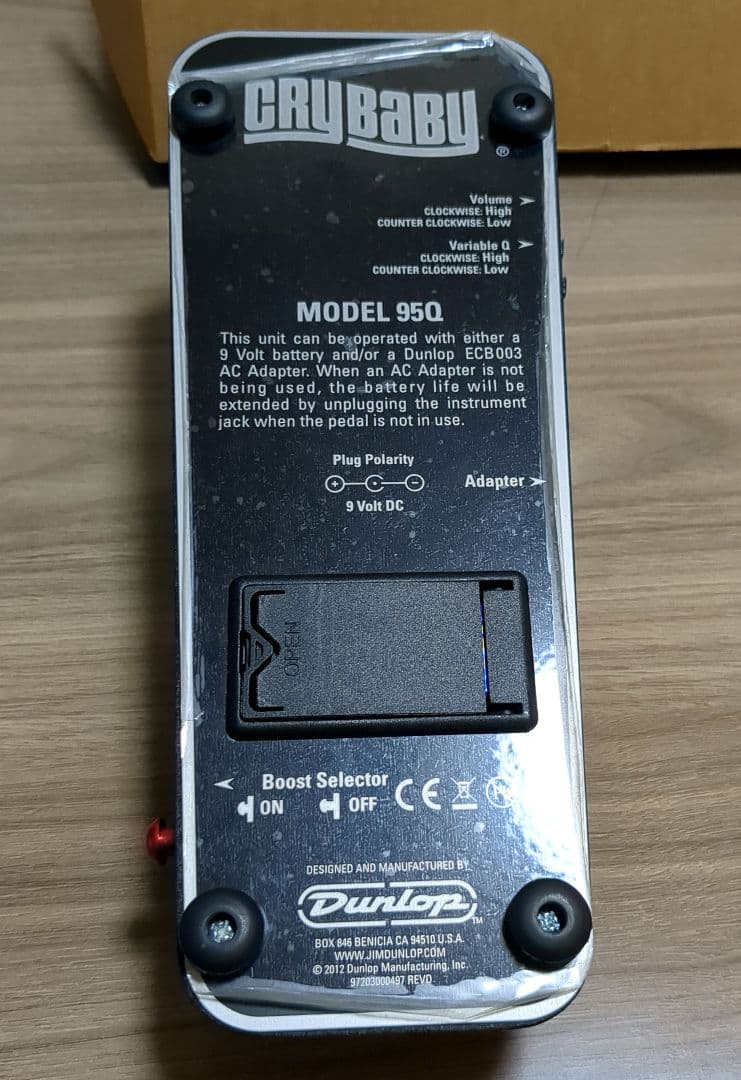 CRYBABY
®
Volume
CLOCKWISE: High
COUNTER CLOCKWISE: Low
Variable Q
CLOCKWISE: High
COUNTER CLOCKWISE: Low
MODEL 95Q
This unit can be operated with either a
9 Volt battery and/or a Dunlop ECB003
AC Adapter. When an AC Adapter is not
being used, the battery life will be
extended by unplugging the instrument
jack when the pedal is not in use.
Plug Polarity
+ -
Adapter
9 Volt DC
OPEN
Boost Selector
ON OFF CE
DESIGNED AND MANUFACTURED BY
Dunlop
TM
BOX 846 BENICIA CA 94510 U.S.A.
WWW.JIMDUNLOP.COM
© 2012 Dunlop Manufacturing, Inc.
97203000497 REVD